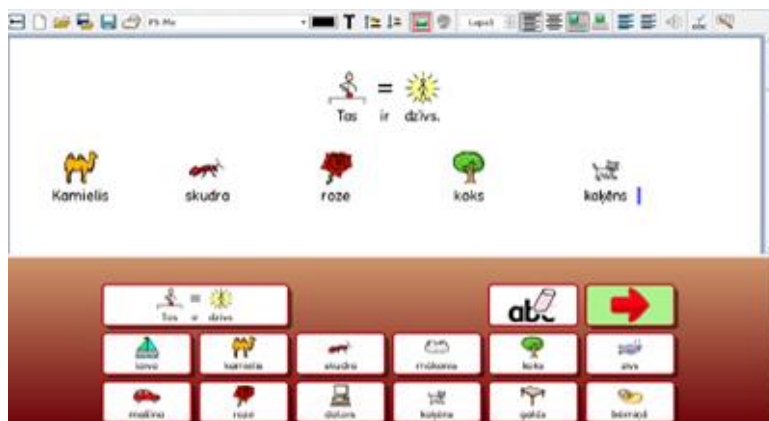 Tas ir dzīvs.
Kamielis skudra roze koks kaķēns
Tas ir dzīvs
abc
laiva kamielis skudra mākonis koks zivs
mašīna roze dators kaķēns galds